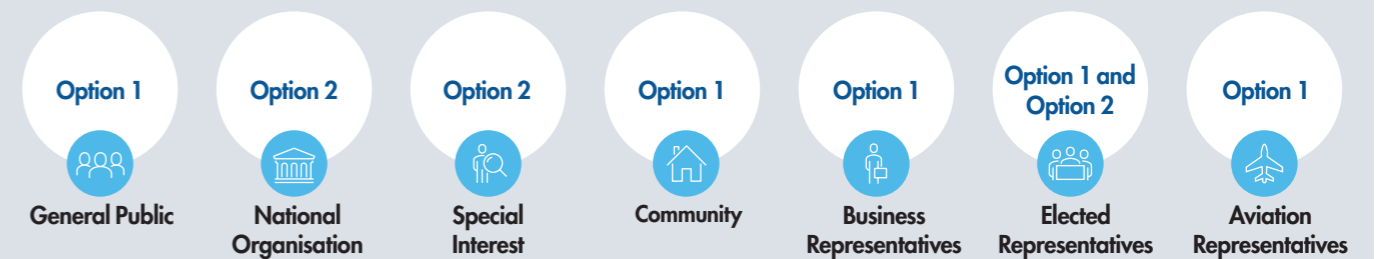 Option 1
General Public
Option 2
National
Organisation
Option 2
Special
Interest
Option 1
Community
Option 1
Business
Representatives
Option 1 and
Option 2
Elected
Representatives
Option 1
Aviation
Representatives